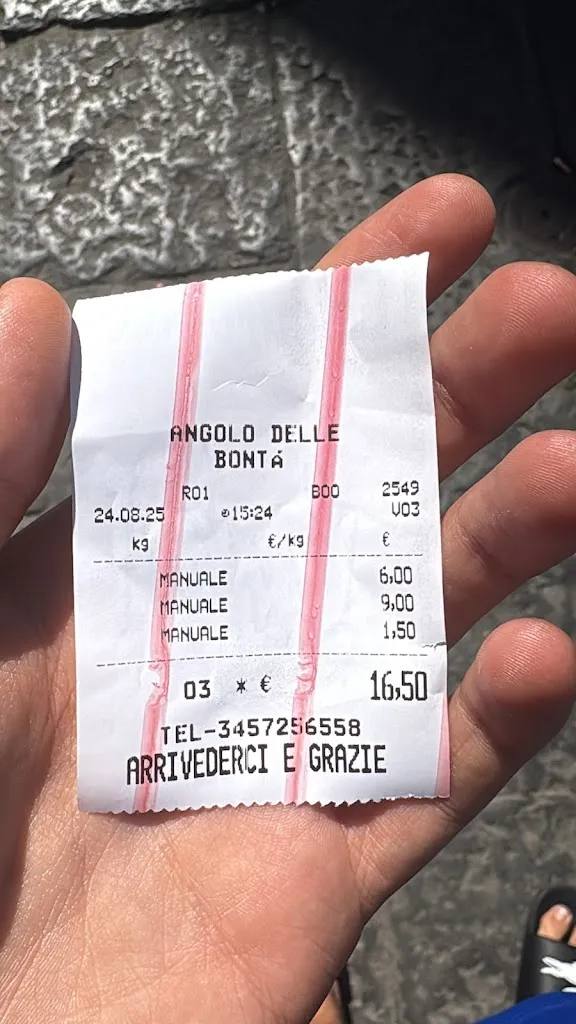 ANGOLO DELLE
BONTÁ
R01 B00 2549
24.08.25 15:24 V03
kg €/kg €
MANUALE 6,00
MANUALE 9,00
MANUALE 1,50
03 * € 16,50
TEL-3457256558
ARRIVEDERCI E GRAZIE